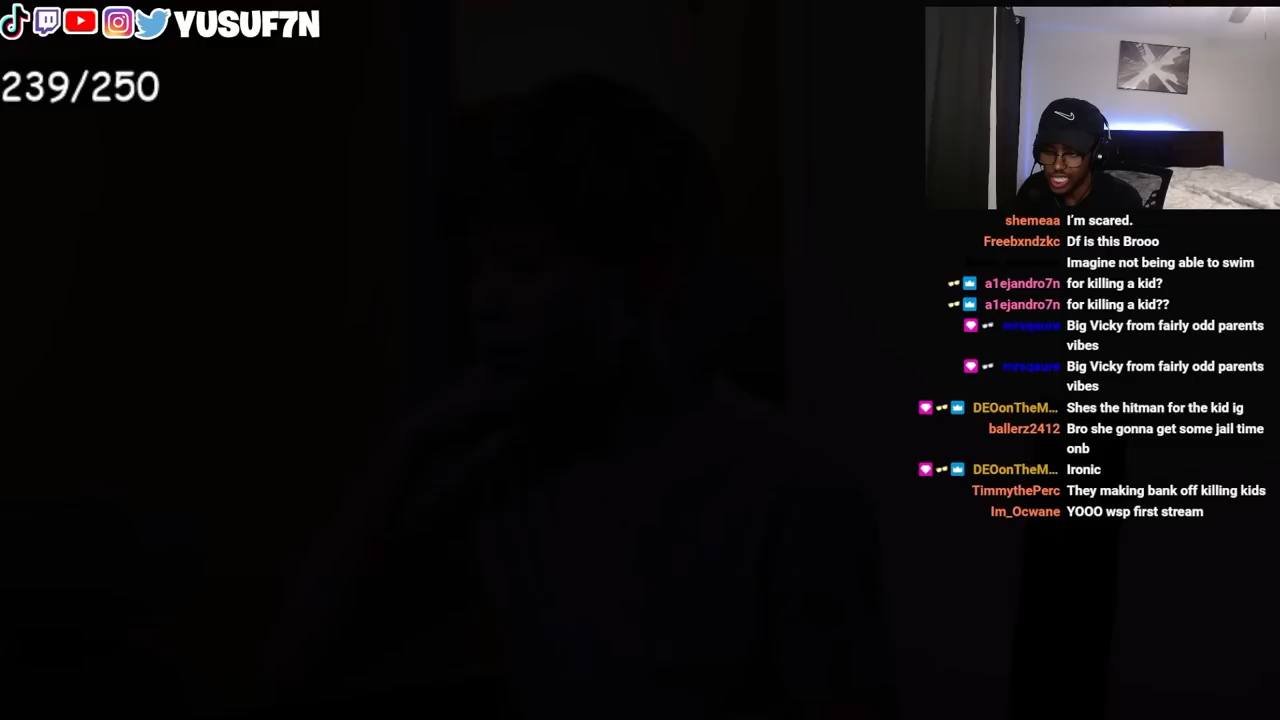 YUSUF7N
239/250
shemeaa I'm scared.
Freebxndzkc Df is this Brooo
Imagine not being able to swim
a1ejandro7n for killing a kid?
a1ejandro7n for killing a kid??
Big Vicky from fairly odd parents
vibes
Big Vicky from fairly odd parents
vibes
DEOonTheM... Shes the hitman for the kid ig
ballerz2412 Bro she gonna get some jail time
onb
DEOonTheM... Ironic
TimmythePerc They making bank off killing kids
Im_Ocwane YOOO wsp first stream